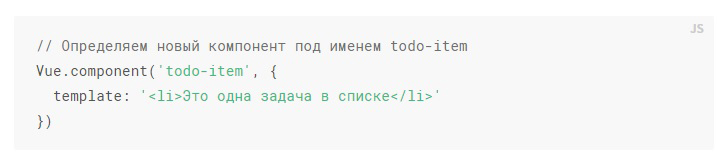 JS
// Определяем новый компонент под именем todo-item
Vue.component('todo-item', {
  template: '<li>Это одна задача в списке</li>'
})